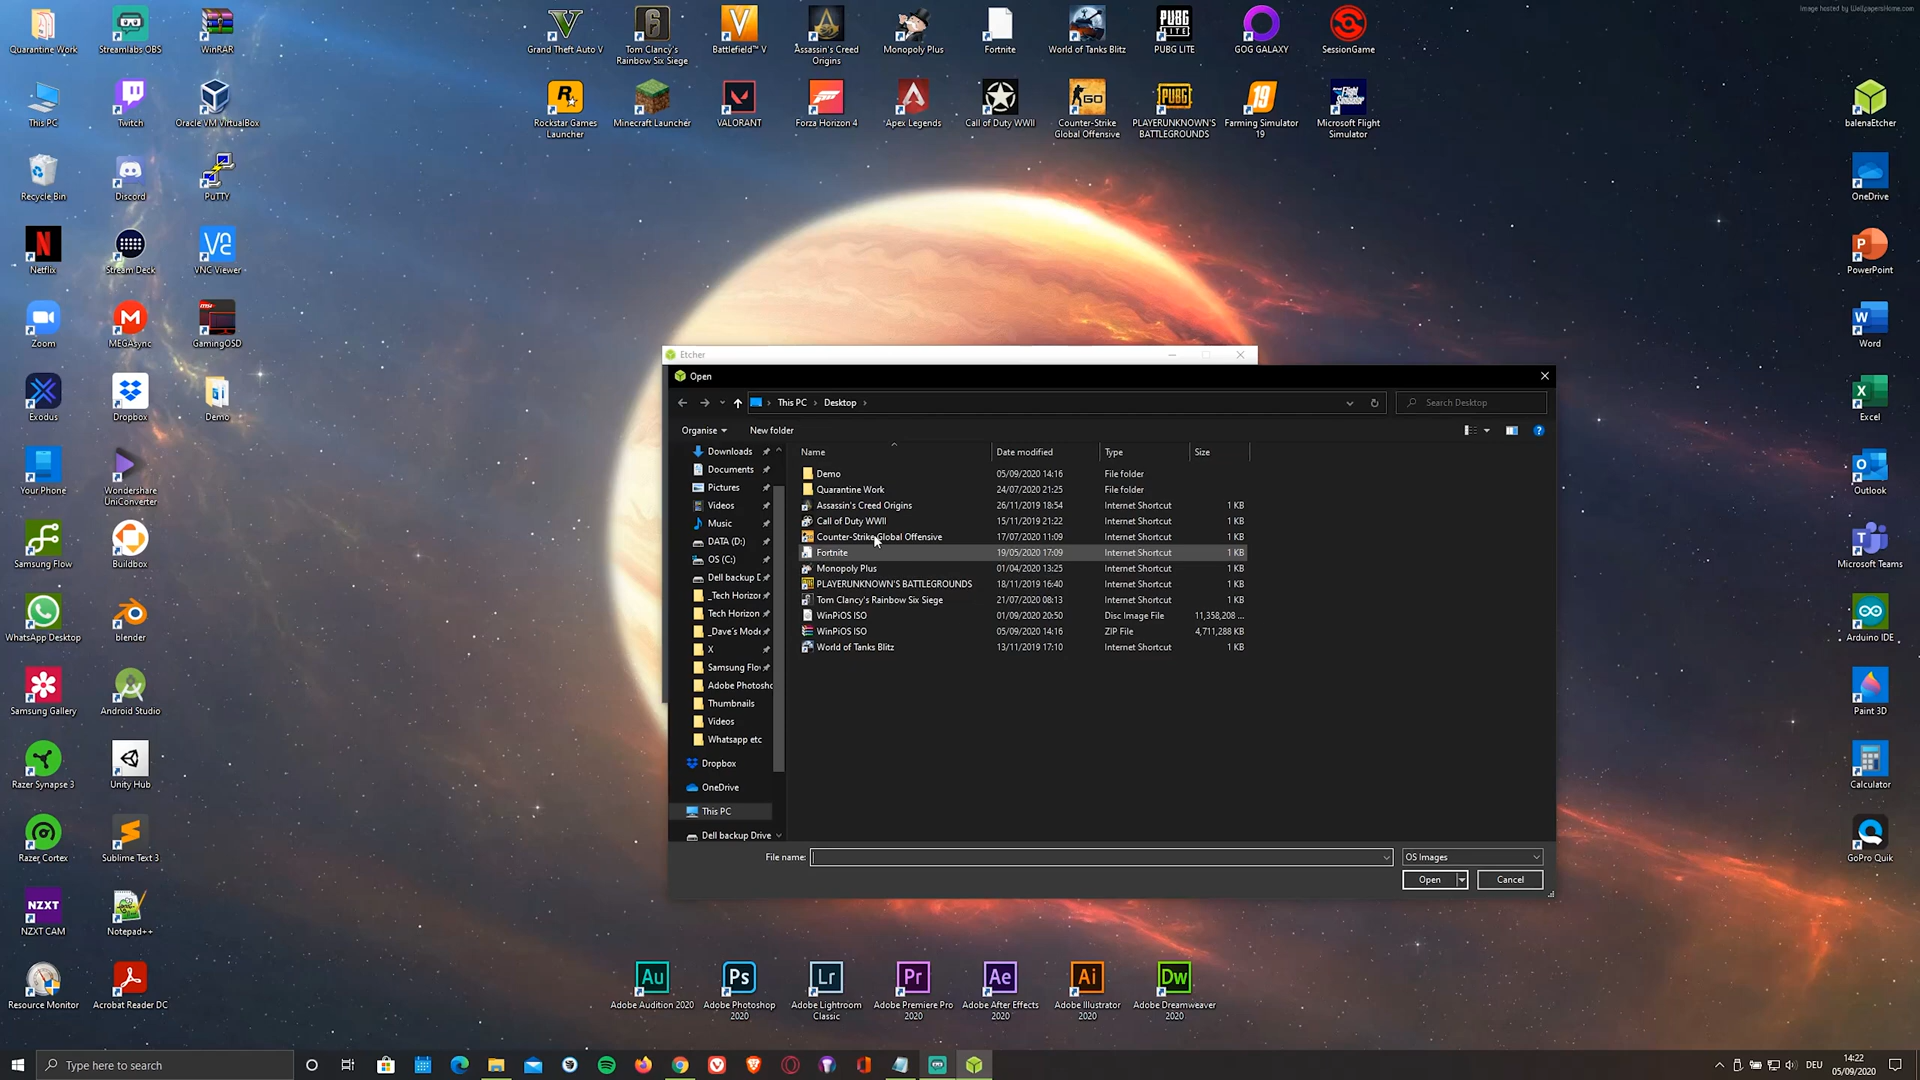 Image hosted by WallpapersHome.com
Quarantine Work
Streamlabs OBS
WinRAR
Grand Theft Auto V
Tom Clancy's
Rainbow Six Siege
Battlefield™ V
Assassin's Creed
Origins
Monopoly Plus
Fortnite
World of Tanks Blitz
PUBG LITE
GOG GALAXY
SessionGame
This PC
Twitch
Oracle VM VirtualBox
Rockstar Games
Launcher
Minecraft Launcher
VALORANT
Forza Horizon 4
Apex Legends
Call of Duty WWII
Counter-Strike
Global Offensive
PLAYERUNKNOWN'S
BATTLEGROUNDS
Farming Simulator
19
Microsoft Flight
Simulator
balenaEtcher
Recycle Bin
Discord
PuTTY
OneDrive
Netflix
Stream Deck
VNC Viewer
PowerPoint
Zoom
MEGAsync
GamingOSD
Word
Exodus
Dropbox
Demo
Excel
Your Phone
Wondershare
UniConverter
Outlook
Samsung Flow
Buildbox
Microsoft Teams
WhatsApp Desktop
blender
Arduino IDE
Samsung Gallery
Android Studio
Paint 3D
Razer Synapse 3
Unity Hub
Calculator
Razer Cortex
Sublime Text 3
GoPro Quik
NZXT
NZXT CAM
Notepad++
Resource Monitor
Acrobat Reader DC
Etcher
Open
This PC > Desktop >
Search Desktop
Organise
New folder
Name Date modified Type Size
Demo 05/09/2020 14:16 File folder
Quarantine Work 24/07/2020 21:25 File folder
Assassin's Creed Origins 26/11/2019 18:54 Internet Shortcut 1 KB
Call of Duty WWII 15/11/2019 21:22 Internet Shortcut 1 KB
Counter-Strike Global Offensive 17/07/2020 11:09 Internet Shortcut 1 KB
Fortnite 19/05/2020 17:09 Internet Shortcut 1 KB
Monopoly Plus 01/04/2020 13:25 Internet Shortcut 1 KB
PLAYERUNKNOWN'S BATTLEGROUNDS 18/11/2019 16:40 Internet Shortcut 1 KB
Tom Clancy's Rainbow Six Siege 21/07/2020 08:13 Internet Shortcut 1 KB
WinPiOS ISO 01/09/2020 20:50 Disc Image File 11,358,208 ...
WinPiOS ISO 05/09/2020 14:16 ZIP File 4,711,288 KB
World of Tanks Blitz 13/11/2019 17:10 Internet Shortcut 1 KB
Downloads
Documents
Pictures
Videos
Music
DATA (D:)
OS (C:)
Dell backup D
_Tech Horizor
Tech Horizon
_Dave's Mode
X
Samsung Flov
Adobe Photosho
Thumbnails
Videos
Whatsapp etc
Dropbox
OneDrive
This PC
Dell backup Drive
File name:
OS Images
Open
Cancel
Au
Ps
Lr
Pr
Ae
Ai
Dw
Adobe Audition 2020
Adobe Photoshop
2020
Adobe Lightroom
Classic
Adobe Premiere Pro
2020
Adobe After Effects
2020
Adobe Illustrator
2020
Adobe Dreamweaver
2020
Type here to search
DEU
14:22
05/09/2020